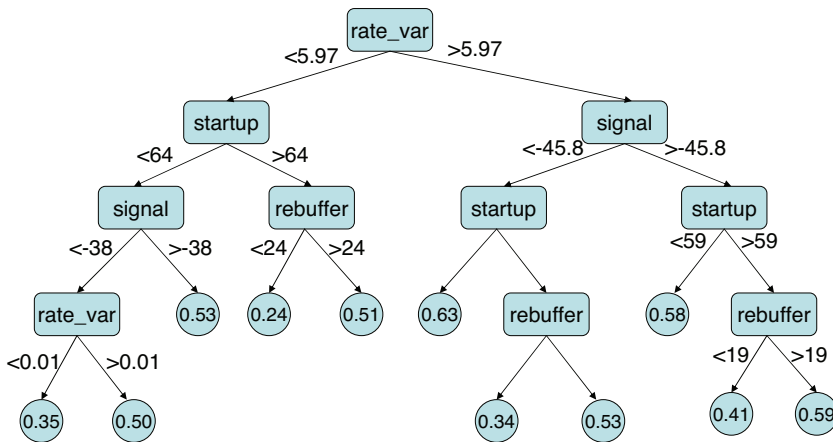 rate_var
<5.97 >5.97
startup signal
<64 >64 <-45.8 >-45.8
signal rebuffer startup startup
<-38 >-38 <24 >24 <59 >59
rate_var 0.53 0.24 0.51 0.63 rebuffer 0.58 rebuffer
<0.01 >0.01 <19 >19
0.35 0.50 0.34 0.53 0.41 0.59